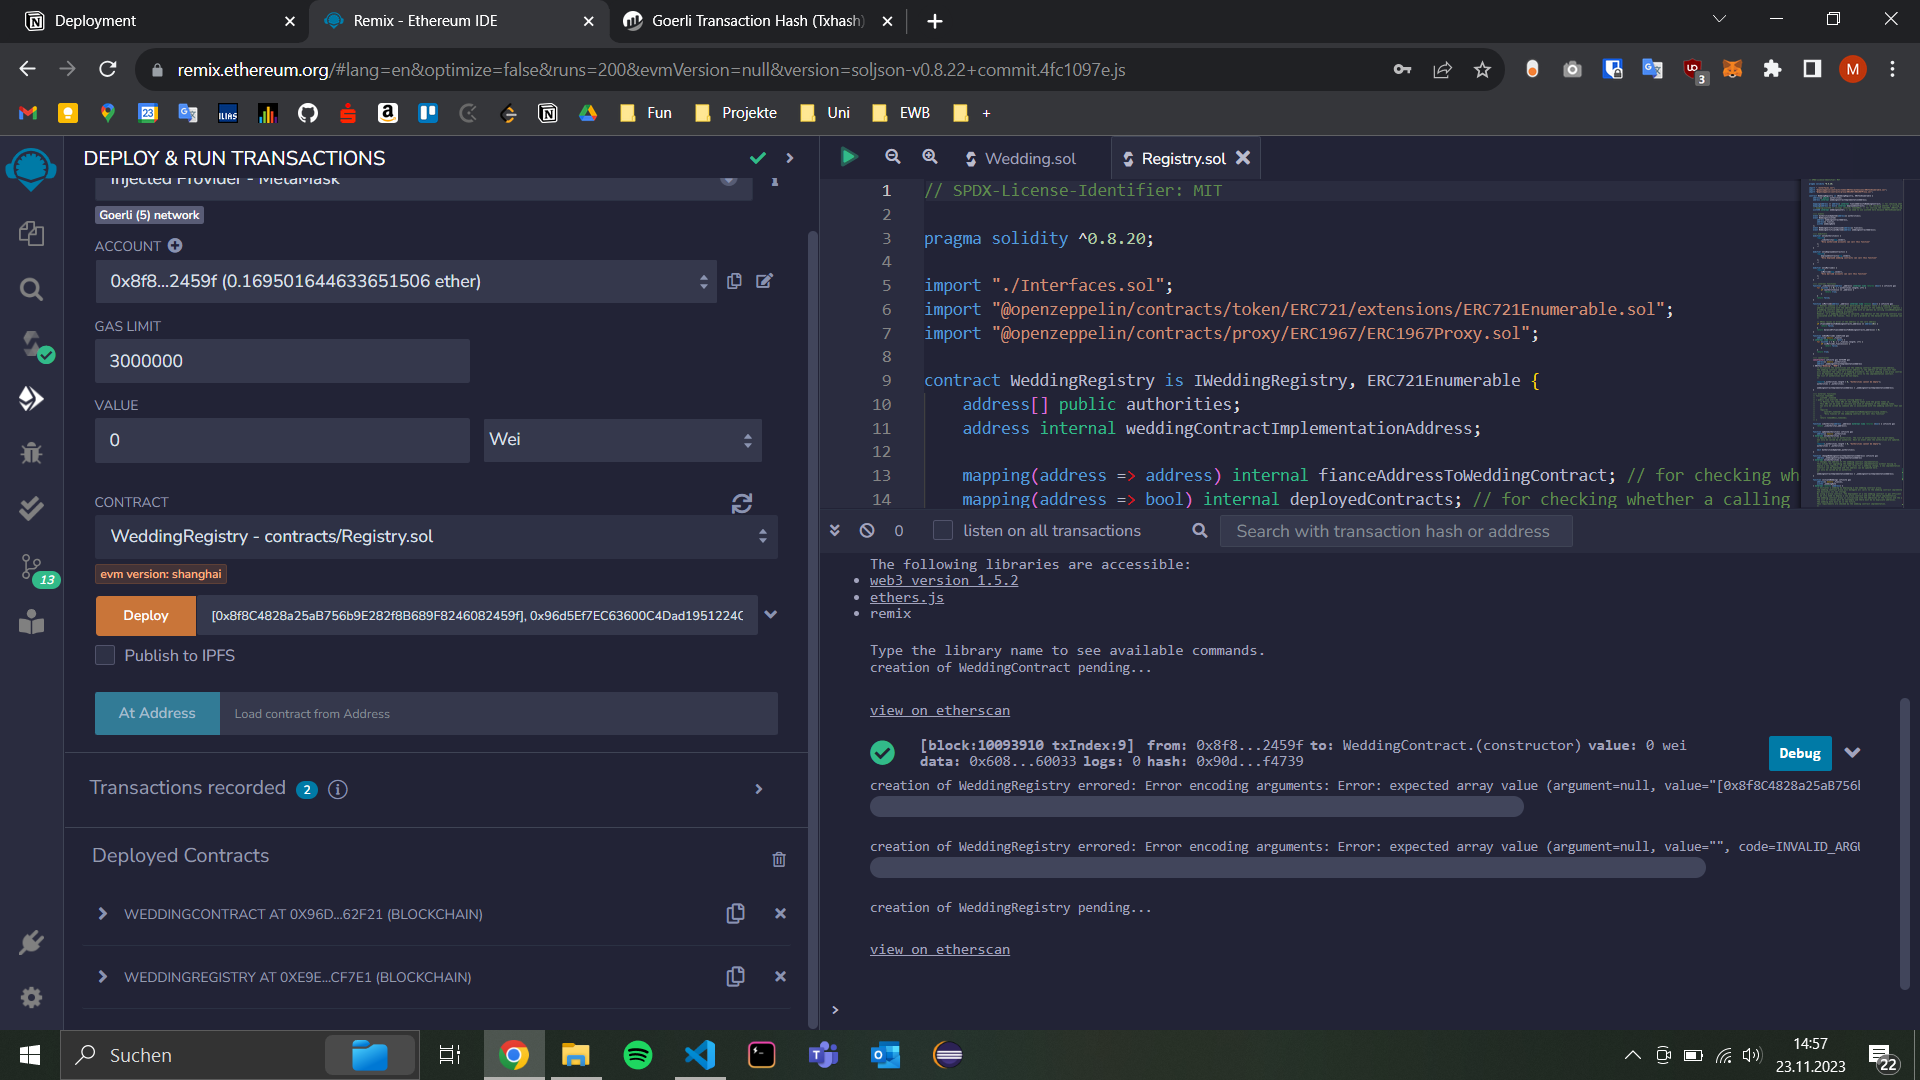 Deployment
Remix - Ethereum IDE
Goerli Transaction Hash (Txhash)
remix.ethereum.org/#lang=en&optimize=false&runs=200&evmVersion=null&version=soljson-v0.8.22+commit.4fc1097e.js
3
M
23
ILIAS
Fun
Projekte
Uni
EWB
+
DEPLOY & RUN TRANSACTIONS
Injected Provider - MetaMask
Goerli (5) network
ACCOUNT
0x8f8...2459f (0.169501644633651506 ether)
GAS LIMIT
3000000
VALUE
0
Wei
CONTRACT
WeddingRegistry - contracts/Registry.sol
evm version: shanghai
13
Deploy
[0x8f8C4828a25aB756b9E282f8B689F8246082459f], 0x96d5Ef7EC63600C4Dad1951224C
Publish to IPFS
At Address
Load contract from Address
Transactions recorded 2 i
Deployed Contracts
WEDDINGCONTRACT AT 0X96D...62F21 (BLOCKCHAIN)
WEDDINGREGISTRY AT 0XE9E...CF7E1 (BLOCKCHAIN)
Wedding.sol
Registry.sol
1 // SPDX-License-Identifier: MIT
2
3 pragma solidity ^0.8.20;
4
5 import "./Interfaces.sol";
6 import "@openzeppelin/contracts/token/ERC721/extensions/ERC721Enumerable.sol";
7 import "@openzeppelin/contracts/proxy/ERC1967/ERC1967Proxy.sol";
8
9 contract WeddingRegistry is IWeddingRegistry, ERC721Enumerable {
10 address[] public authorities;
11 address internal weddingContractImplementationAddress;
12
13 mapping(address => address) internal fianceAddressToWeddingContract; // for checking wh
14 mapping(address => bool) internal deployedContracts; // for checking whether a calling
0
listen on all transactions
Search with transaction hash or address
The following libraries are accessible:
web3 version 1.5.2
ethers.js
remix
Type the library name to see available commands.
creation of WeddingContract pending...
view on etherscan
[block:10093910 txIndex:9] from: 0x8f8...2459f to: WeddingContract.(constructor) value: 0 wei
data: 0x608...60033 logs: 0 hash: 0x90d...f4739
Debug
creation of WeddingRegistry errored: Error encoding arguments: Error: expected array value (argument=null, value="[0x8f8C4828a25aB756b
creation of WeddingRegistry errored: Error encoding arguments: Error: expected array value (argument=null, value="", code=INVALID_ARGU
creation of WeddingRegistry pending...
view on etherscan
>
Suchen
14:57
23.11.2023
22